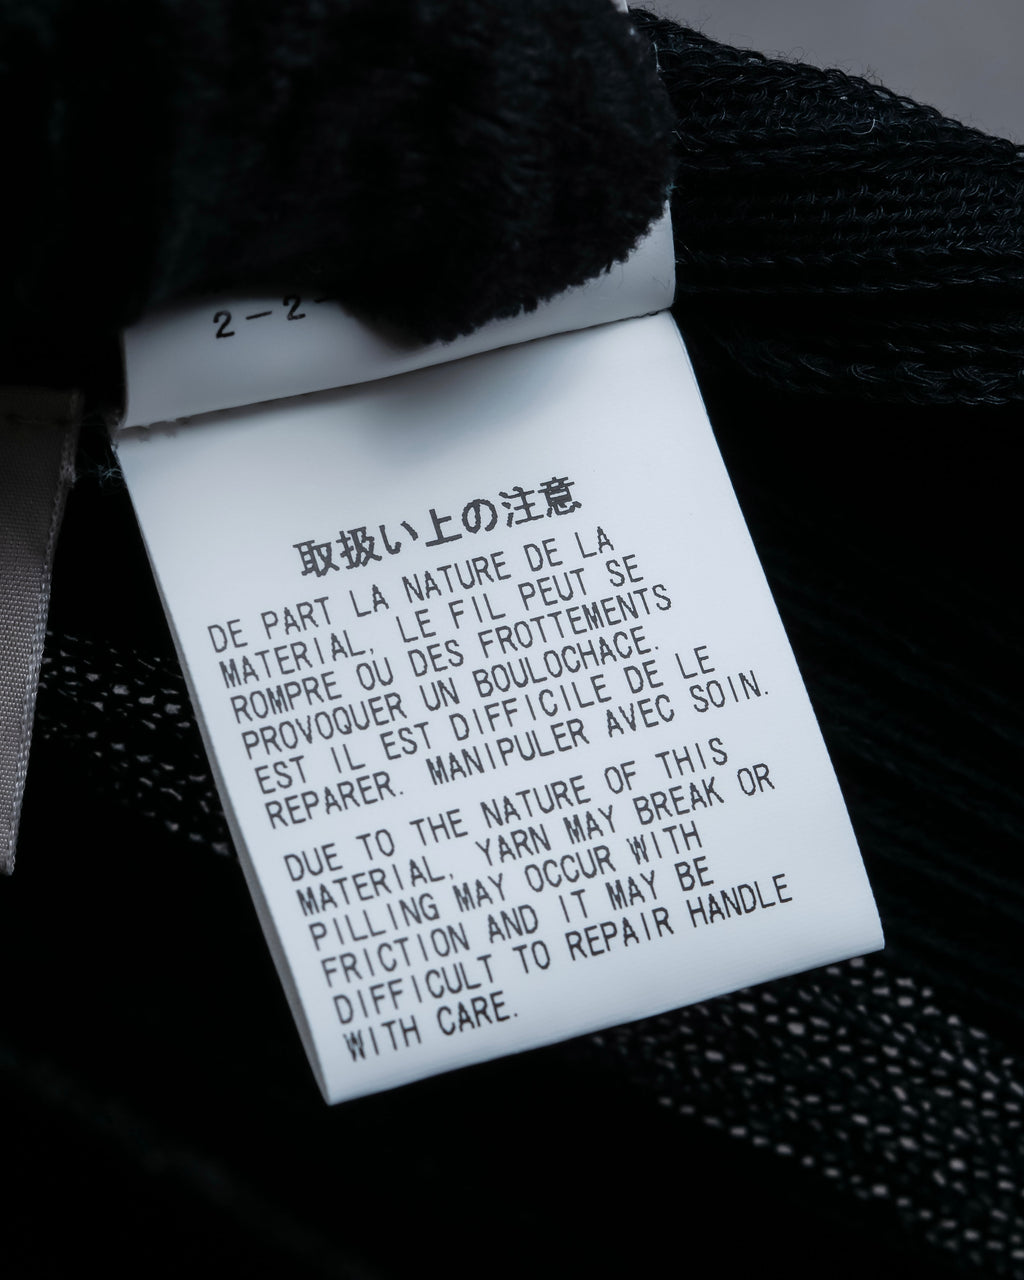 2-2-
取扱い上の注意
DE PART LA NATURE DE LA
MATERIAL, LE FIL PEUT SE
ROMPRE OU DES FROTTEMENTS
PROVOQUER UN BOULOCHACE.
EST IL EST DIFFICILE DE LE
REPARER. MANIPULER AVEC SOIN.
DUE TO THE NATURE OF THIS
MATERIAL, YARN MAY BREAK OR
PILLING MAY OCCUR WITH
FRICTION AND IT MAY BE
DIFFICULT TO REPAIR HANDLE
WITH CARE.